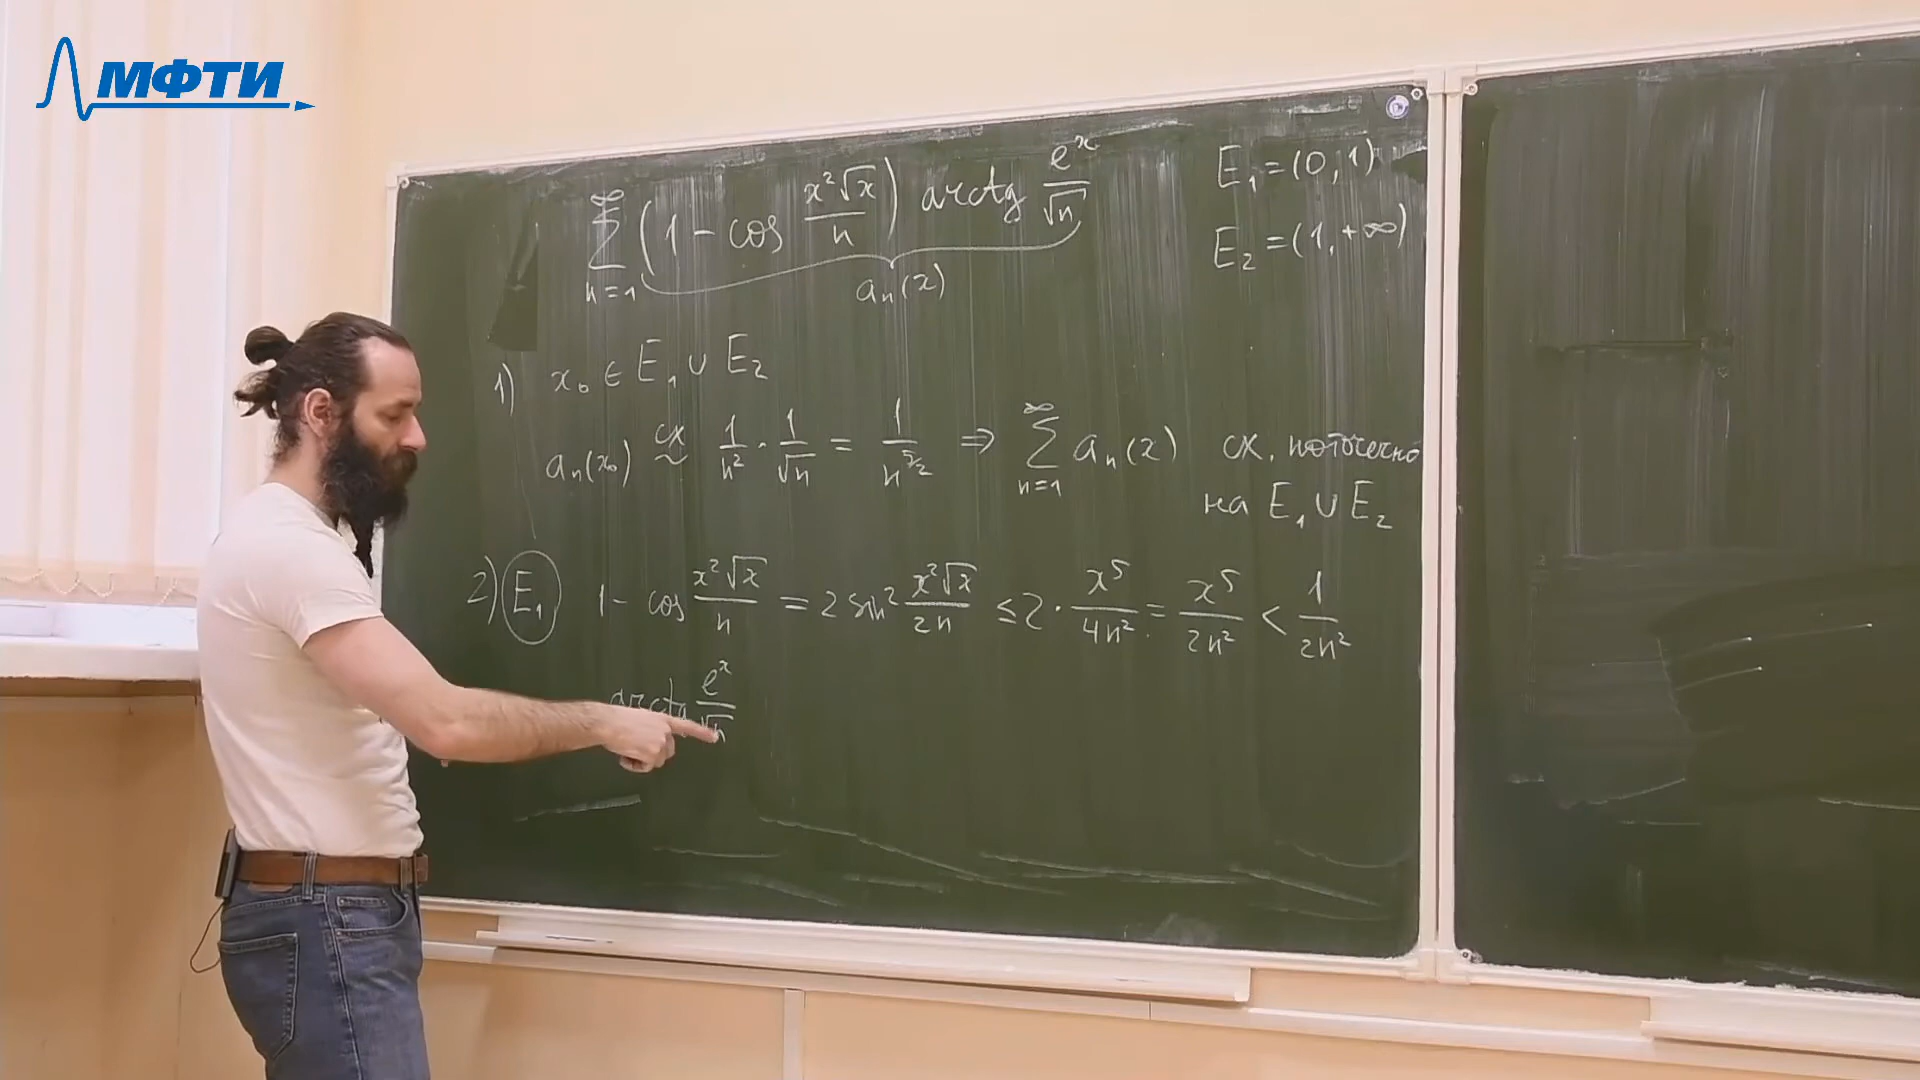 МФТИ
∑_{n=1}^{∞} (1 - cos x²√x/n) arctg e^x/√n
a_n(x)
E₁ = (0, 1)
E₂ = (1, +∞)
1) x₀ ∈ E₁ ∪ E₂
a_n(x₀) ~^{сх} 1/n² · 1/√n = 1/n^{5/2} ⇒ ∑_{n=1}^{∞} a_n(x) сх. поточечно
на E₁ ∪ E₂
2) E₁ 1 - cos x²√x/n = 2 sin² x²√x/2n ≤ 2 · x⁵/4n² = x⁵/2n² < 1/2n²
arctg e^x/√n